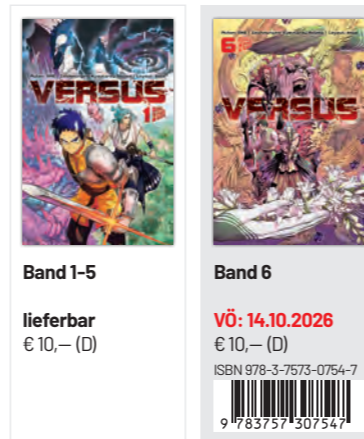 VERSUS
1
Band 1-5
lieferbar
€ 10,— (D)
6
VERSUS
Band 6
VÖ: 14.10.2026
€ 10,— (D)
ISBN 978-3-7573-0754-7
9 783757 307547